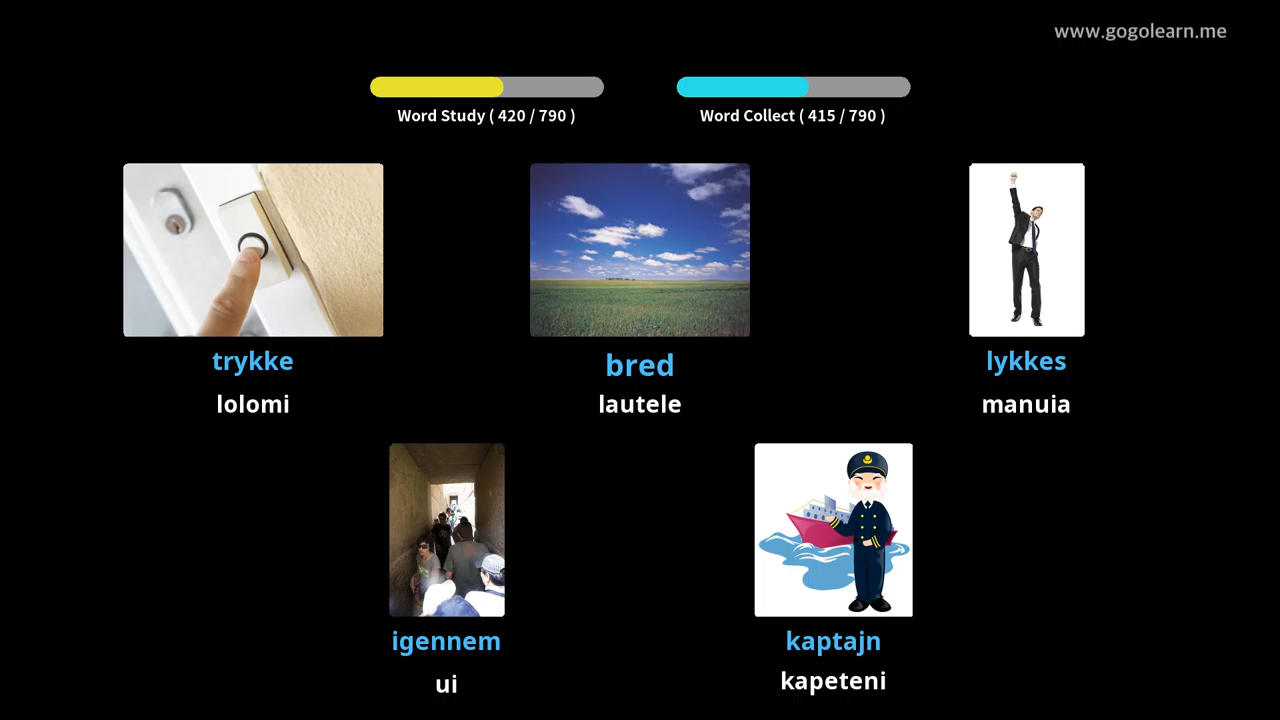 www.gogolearn.me
Word Study ( 420 / 790 )
Word Collect ( 415 / 790 )
trykke
bred
lykkes
lolomi
lautele
manuia
igennem
kaptajn
ui
kapeteni